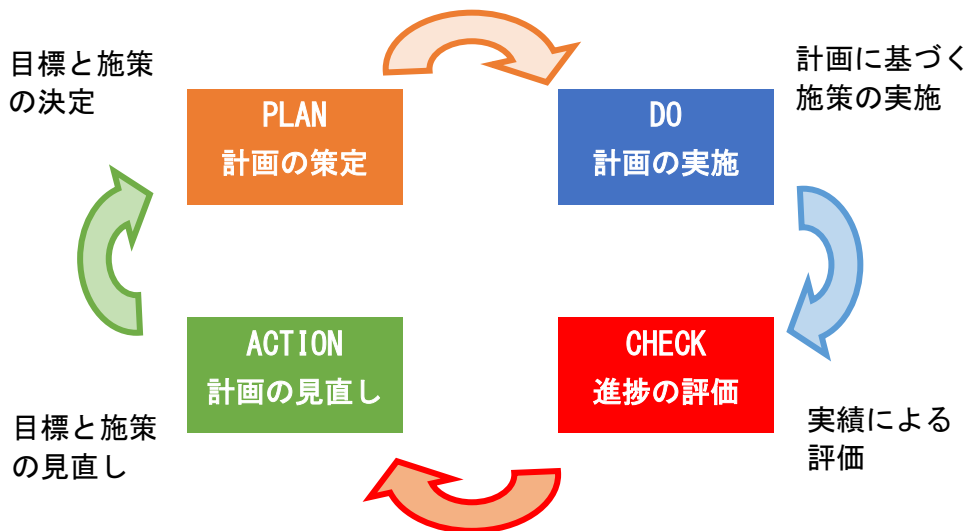 目標と施策
の決定
PLAN
計画の策定
DO
計画の実施
計画に基づく
施策の実施
ACTION
計画の見直し
CHECK
進捗の評価
目標と施策
の見直し
実績による
評価